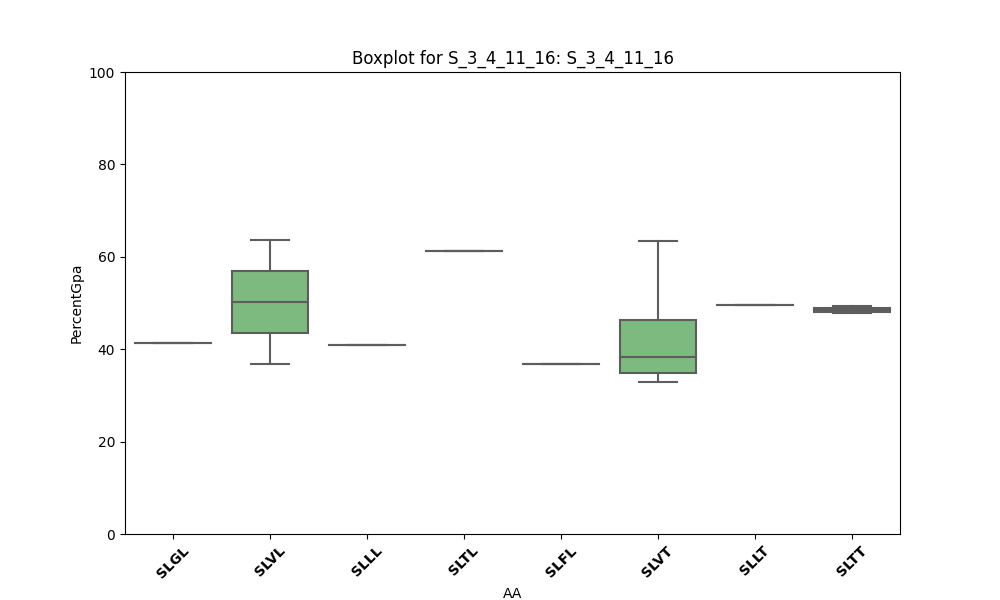 Boxplot for S_3_4_11_16: S_3_4_11_16
100
80
60
40
20
0
PercentGpa
SLGL
SLVL
SLLL
SLTL
SLFL
SLVT
SLLT
SLTT
AA